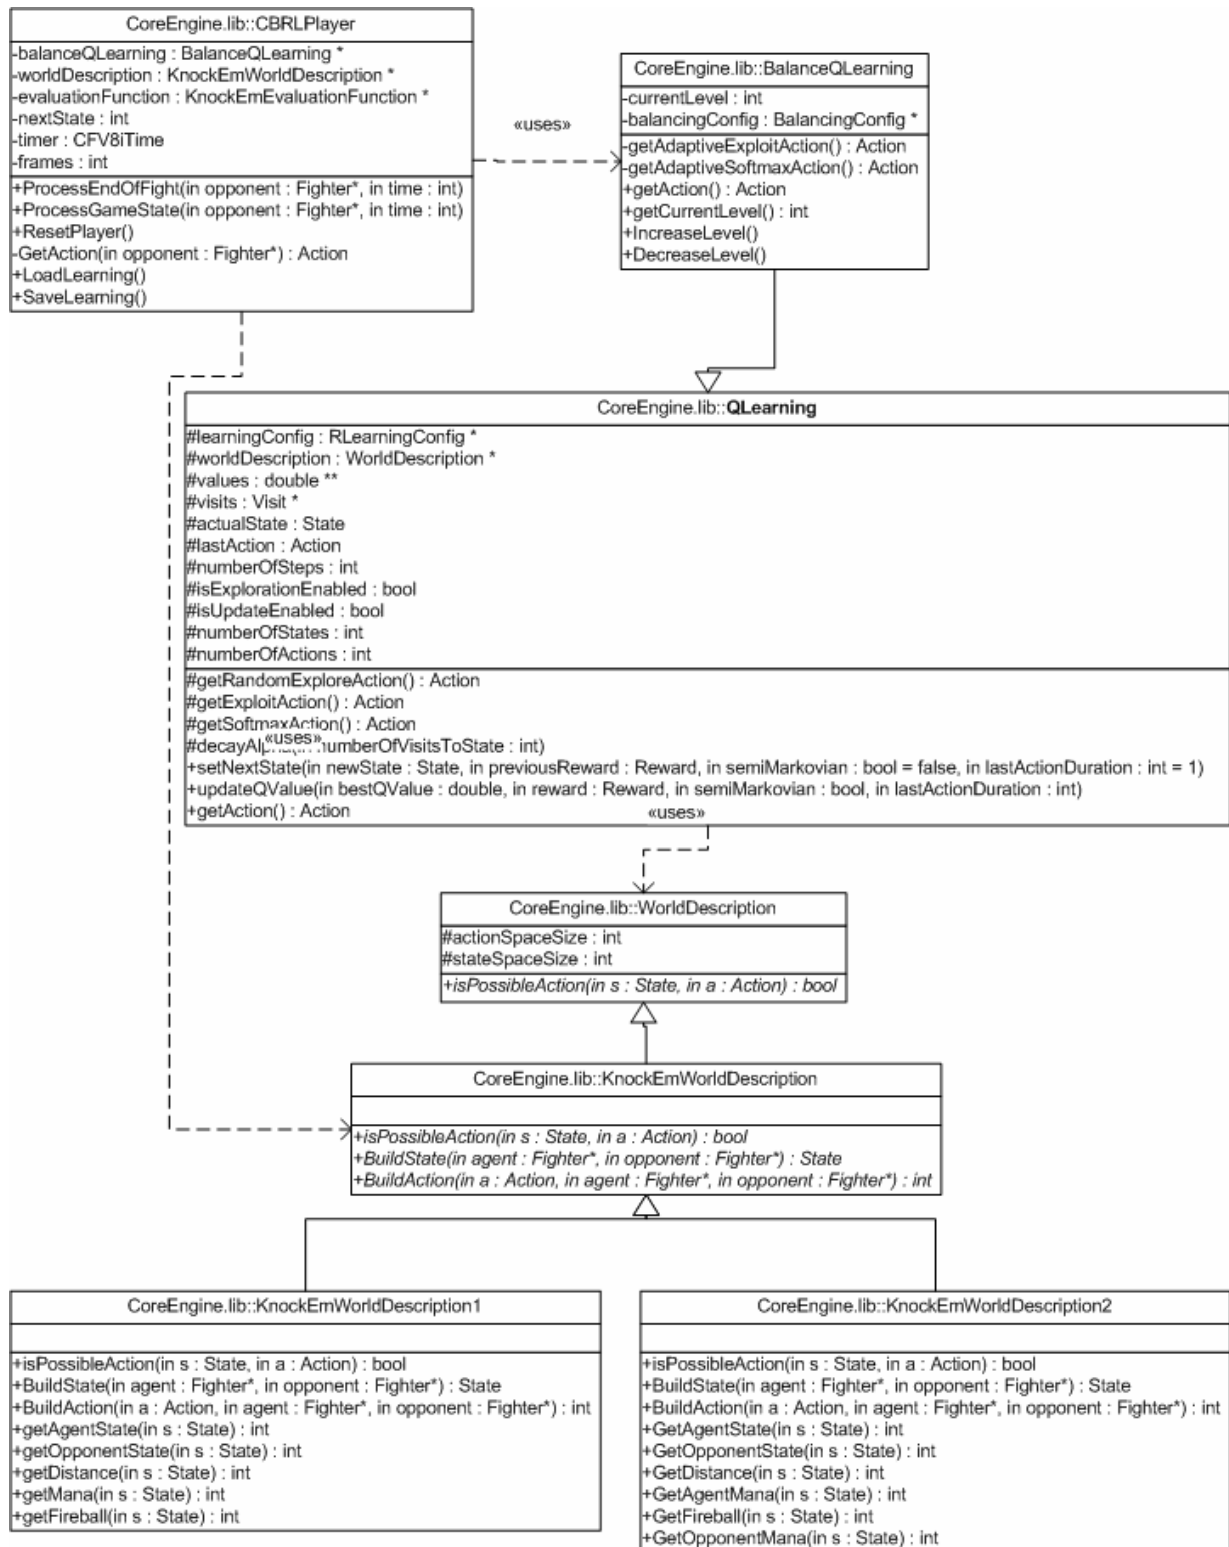 CoreEngine.lib::CBRLPlayer
-balanceQLearning : BalanceQLearning *
-worldDescription : KnockEmWorldDescription *
-evaluationFunction : KnockEmEvaluationFunction *
-nextState : int
-timer : CFV8iTime
-frames : int
+ProcessEndOfFight(in opponent : Fighter*, in time : int)
+ProcessGameState(in opponent : Fighter*, in time : int)
+ResetPlayer()
-GetAction(in opponent : Fighter*) : Action
+LoadLearning()
+SaveLearning()
«uses»
CoreEngine.lib::BalanceQLearning
-currentLevel : int
-balancingConfig : BalancingConfig *
-getAdaptiveExploitAction() : Action
-getAdaptiveSoftmaxAction() : Action
+getAction() : Action
+getCurrentLevel() : int
+IncreaseLevel()
+DecreaseLevel()
CoreEngine.lib::QLearning
#learningConfig : RLearningConfig *
#worldDescription : WorldDescription *
#values : double **
#visits : Visit *
#actualState : State
#lastAction : Action
#numberOfSteps : int
#isExplorationEnabled : bool
#isUpdateEnabled : bool
#numberOfStates : int
#numberOfActions : int
#getRandomExploreAction() : Action
#getExploitAction() : Action
#getSoftmaxAction() : Action
«uses»
numberOfVisitsToState : int)
+setNextState(in newState : State, in previousReward : Reward, in semiMarkovian : bool = false, in lastActionDuration : int = 1)
+updateQValue(in bestQValue : double, in reward : Reward, in semiMarkovian : bool, in lastActionDuration : int)
+getAction() : Action
«uses»
CoreEngine.lib::WorldDescription
#actionSpaceSize : int
#stateSpaceSize : int
+isPossibleAction(in s : State, in a : Action) : bool
CoreEngine.lib::KnockEmWorldDescription
+isPossibleAction(in s : State, in a : Action) : bool
+BuildState(in agent : Fighter*, in opponent : Fighter*) : State
+BuildAction(in a : Action, in agent : Fighter*, in opponent : Fighter*) : int
CoreEngine.lib::KnockEmWorldDescription1
+isPossibleAction(in s : State, in a : Action) : bool
+BuildState(in agent : Fighter*, in opponent : Fighter*) : State
+BuildAction(in a : Action, in agent : Fighter*, in opponent : Fighter*) : int
+getAgentState(in s : State) : int
+getOpponentState(in s : State) : int
+getDistance(in s : State) : int
+getMana(in s : State) : int
+getFireball(in s : State) : int
CoreEngine.lib::KnockEmWorldDescription2
+isPossibleAction(in s : State, in a : Action) : bool
+BuildState(in agent : Fighter*, in opponent : Fighter*) : State
+BuildAction(in a : Action, in agent : Fighter*, in opponent : Fighter*) : int
+GetAgentState(in s : State) : int
+GetOpponentState(in s : State) : int
+GetDistance(in s : State) : int
+GetAgentMana(in s : State) : int
+GetFireball(in s : State) : int
+GetOpponentMana(in s : State) : int